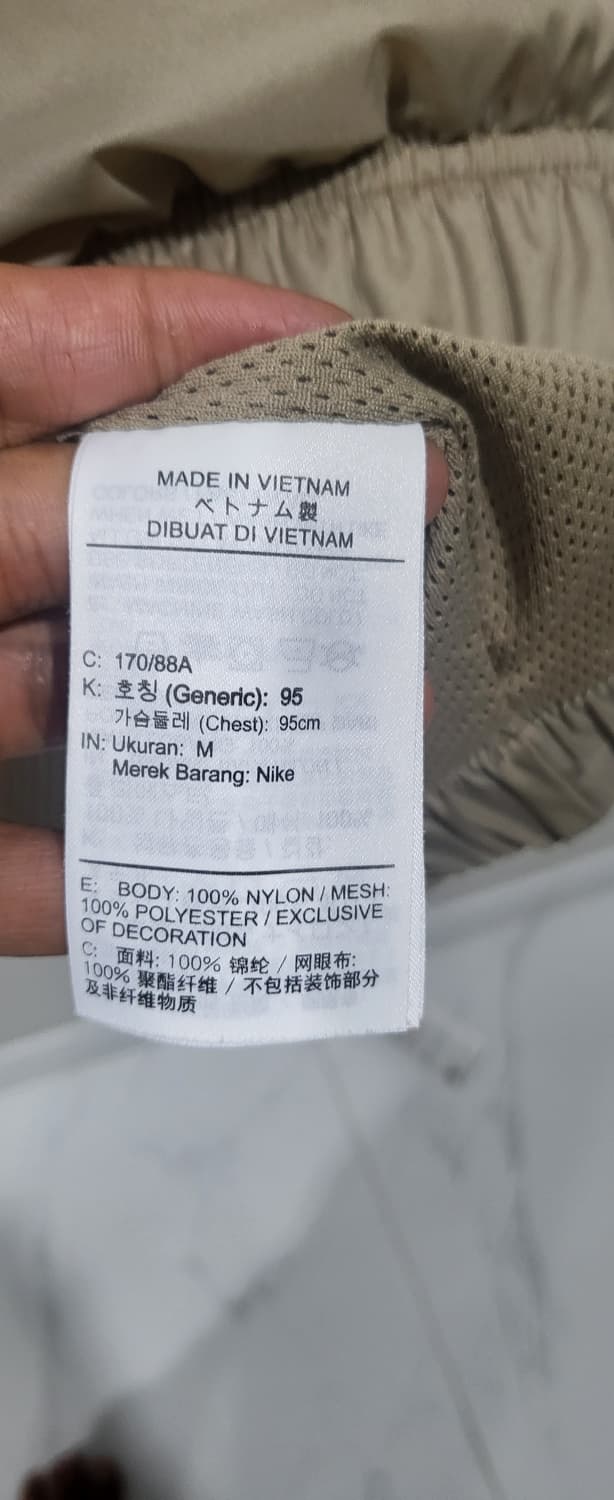 MADE IN VIETNAM
ベトナム製
DIBUAT DI VIETNAM
C: 170/88A
K: 호칭 (Generic): 95
가슴둘레 (Chest): 95cm
IN: Ukuran: M
Merek Barang: Nike
E: BODY: 100% NYLON / MESH:
100% POLYESTER / EXCLUSIVE
OF DECORATION
C: 面料: 100% 锦纶 / 网眼布:
100% 聚酯纤维 / 不包括装饰部分
及非纤维物质